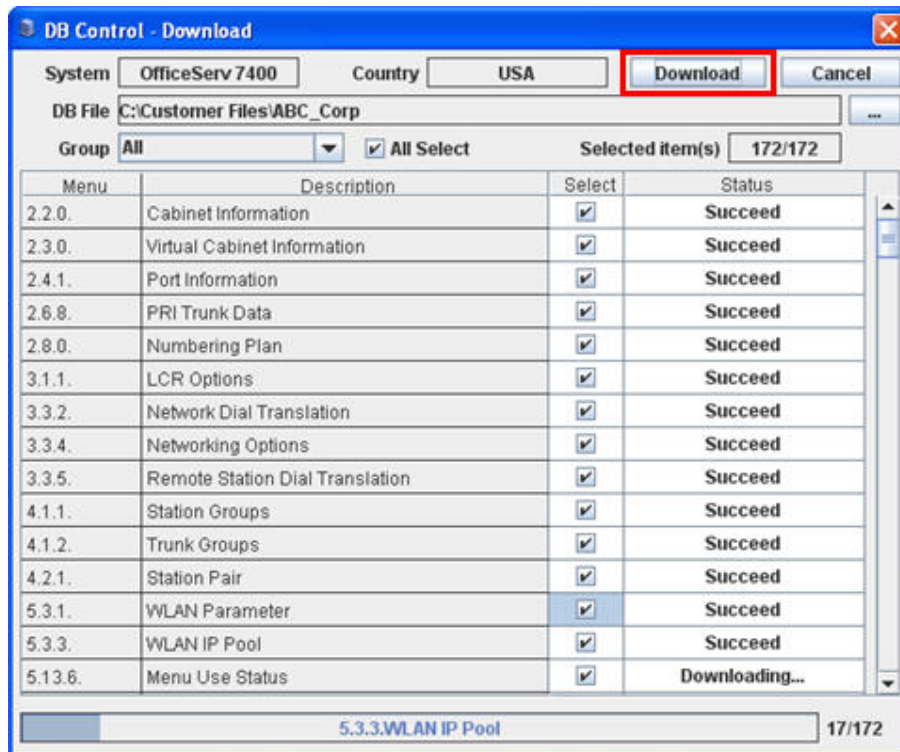 DB Control - Download
System OfficeServ 7400 Country USA Download Cancel
DB File C:\Customer Files\ABC_Corp ...
Group All All Select Selected item(s) 172/172
Menu Description Select Status
2.2.0. Cabinet Information Succeed
2.3.0. Virtual Cabinet Information Succeed
2.4.1. Port Information Succeed
2.6.8. PRI Trunk Data Succeed
2.8.0. Numbering Plan Succeed
3.1.1. LCR Options Succeed
3.3.2. Network Dial Translation Succeed
3.3.4. Networking Options Succeed
3.3.5. Remote Station Dial Translation Succeed
4.1.1. Station Groups Succeed
4.1.2. Trunk Groups Succeed
4.2.1. Station Pair Succeed
5.3.1. WLAN Parameter Succeed
5.3.3. WLAN IP Pool Succeed
5.13.6. Menu Use Status Downloading...
5.3.3.WLAN IP Pool 17/172